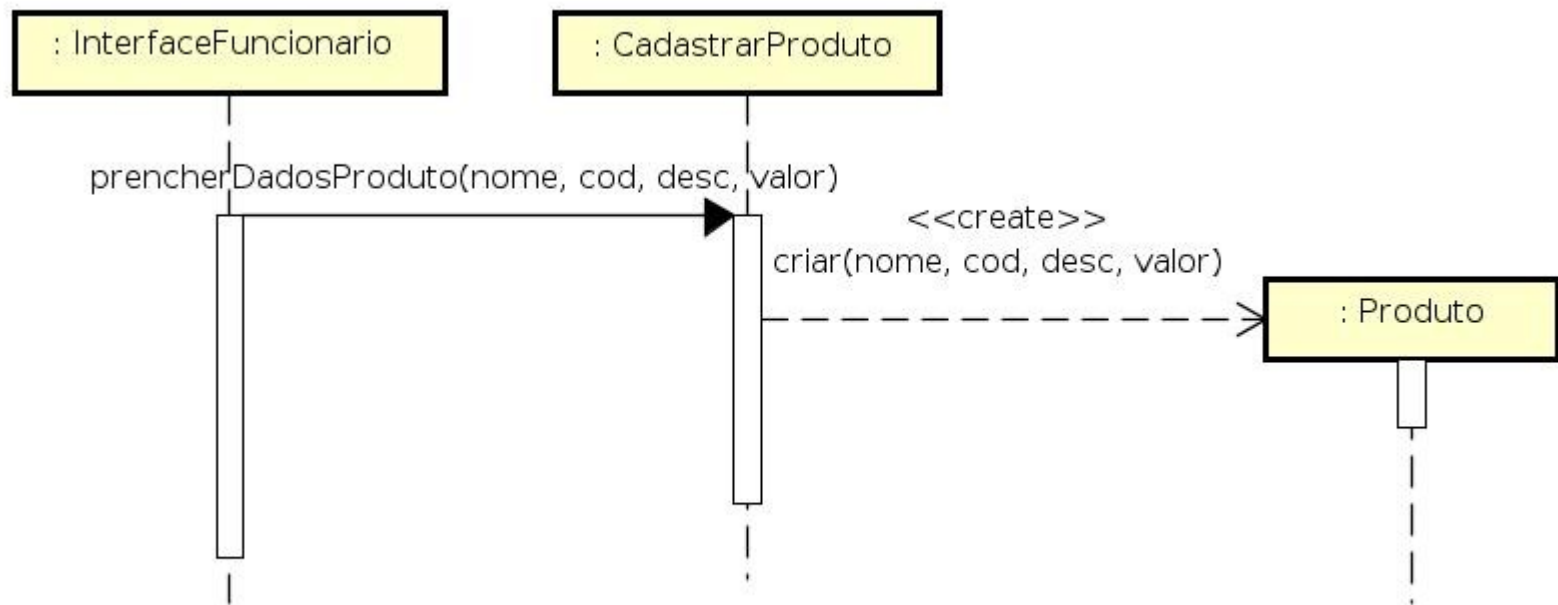 : InterfaceFuncionario
: CadastrarProduto
prencherDadosProduto(nome, cod, desc, valor)
<<create>>
criar(nome, cod, desc, valor)
: Produto